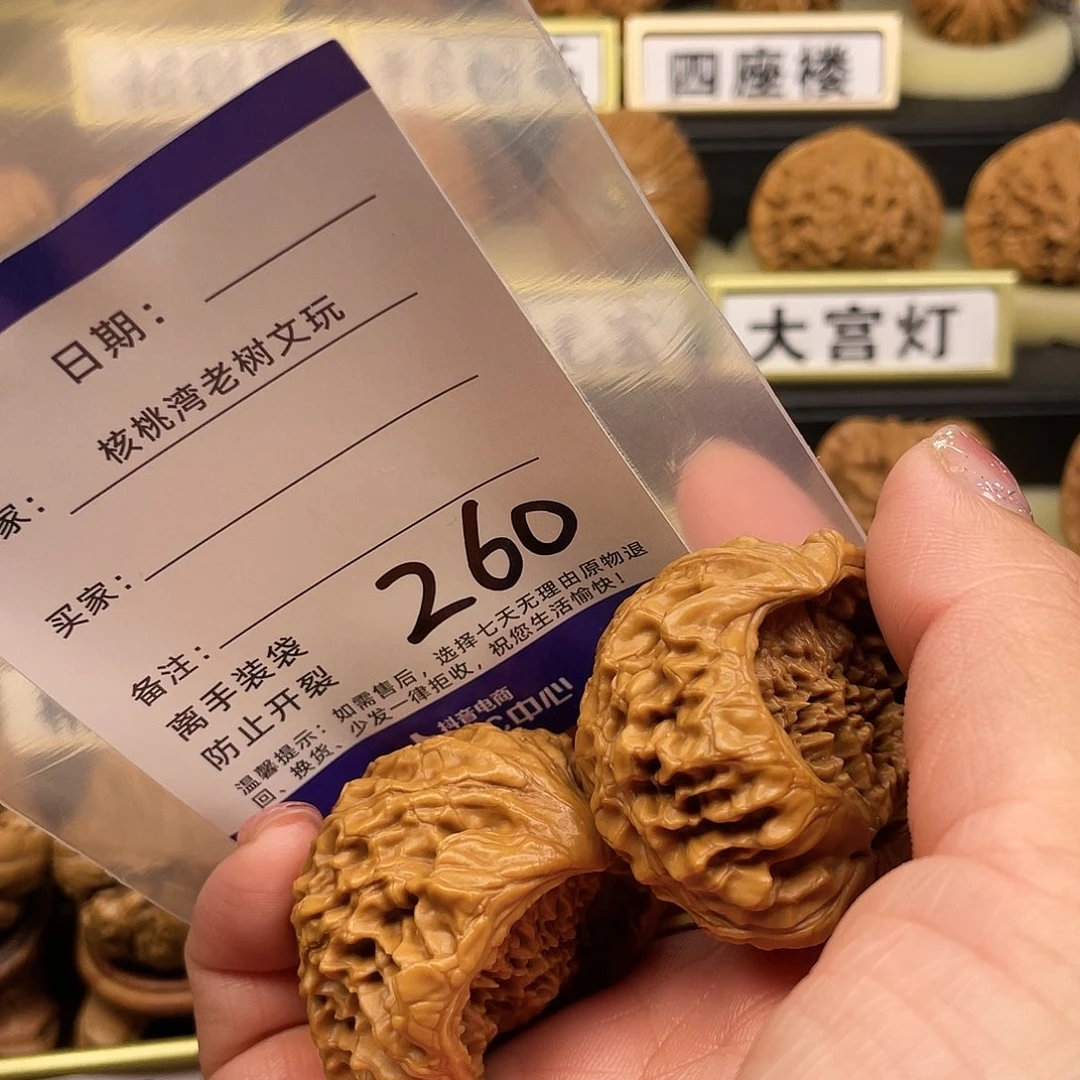 四座楼
大宫灯
日期：
核桃湾老树文玩
家：
买家：
备注：
260
离手装袋
防止开裂
温馨提示：如需售后，选择七天无理由原物退
回、换货、少发一律拒收，祝您生活愉快！
抖音电商
中心